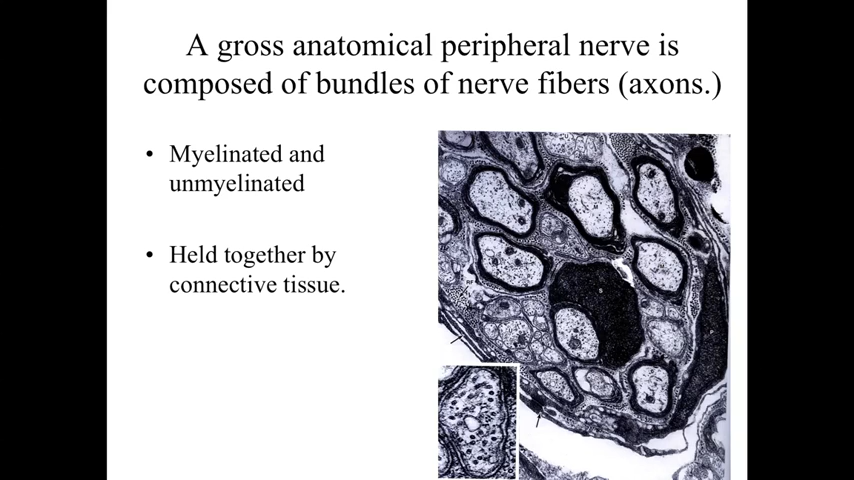 A gross anatomical peripheral nerve is
composed of bundles of nerve fibers (axons.)
• Myelinated and
unmyelinated
• Held together by
connective tissue.